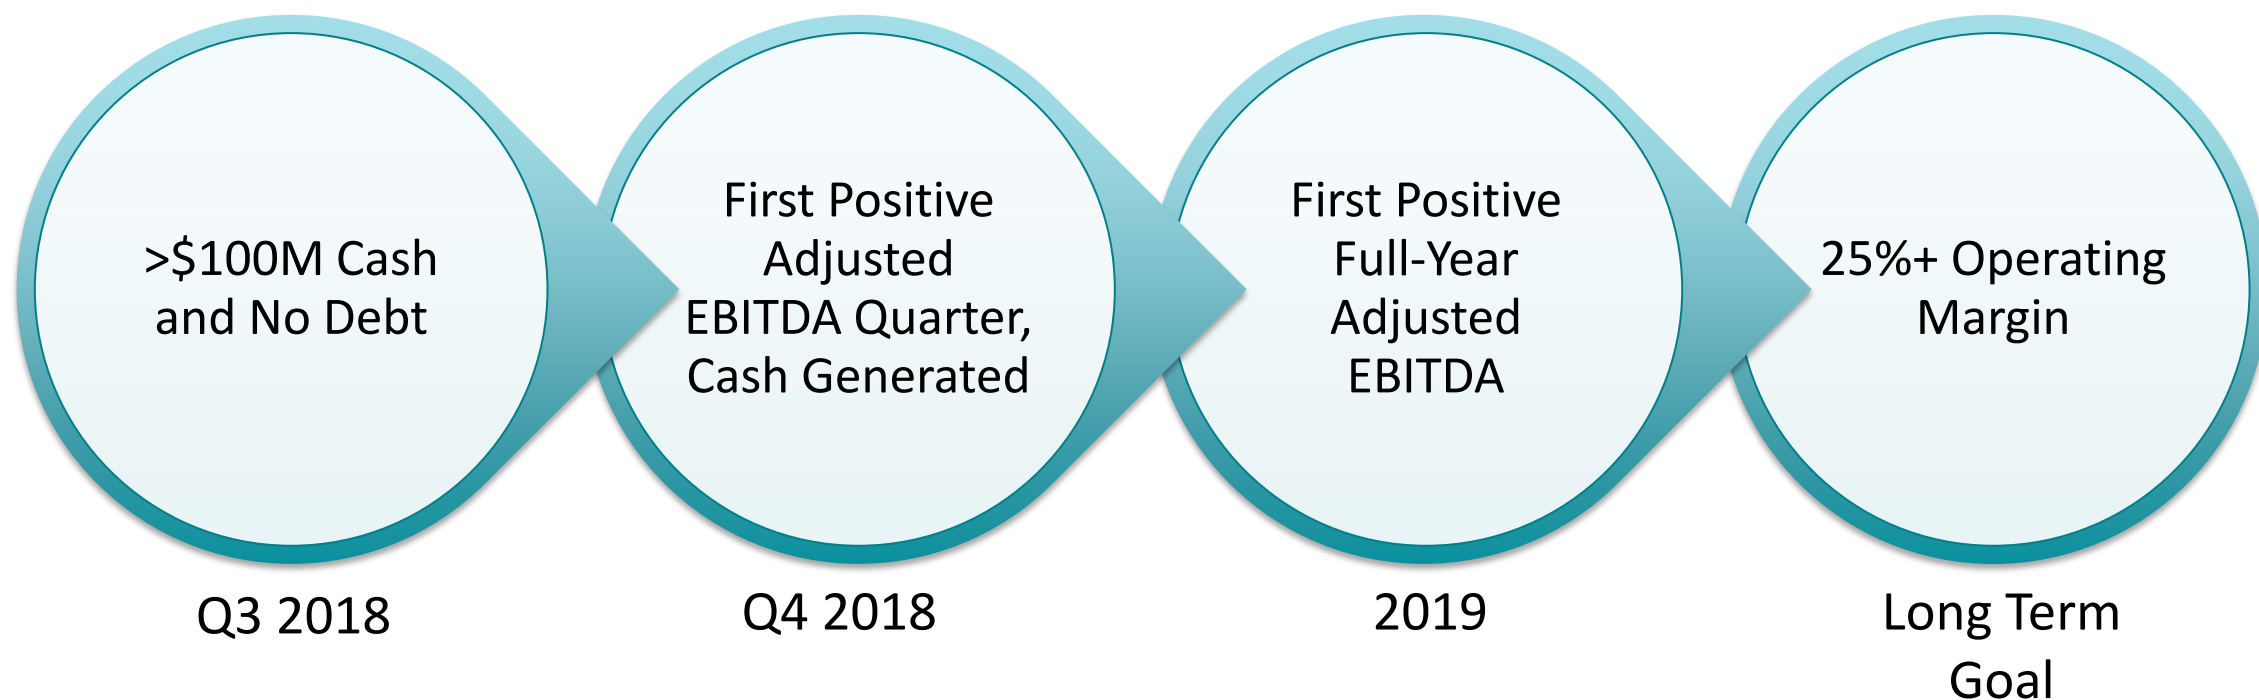 >$100M Cash
and No Debt
First Positive
Adjusted
EBITDA Quarter,
Cash Generated
First Positive
Full-Year
Adjusted
EBITDA
25%+ Operating
Margin
Q3 2018
Q4 2018
2019
Long Term
Goal